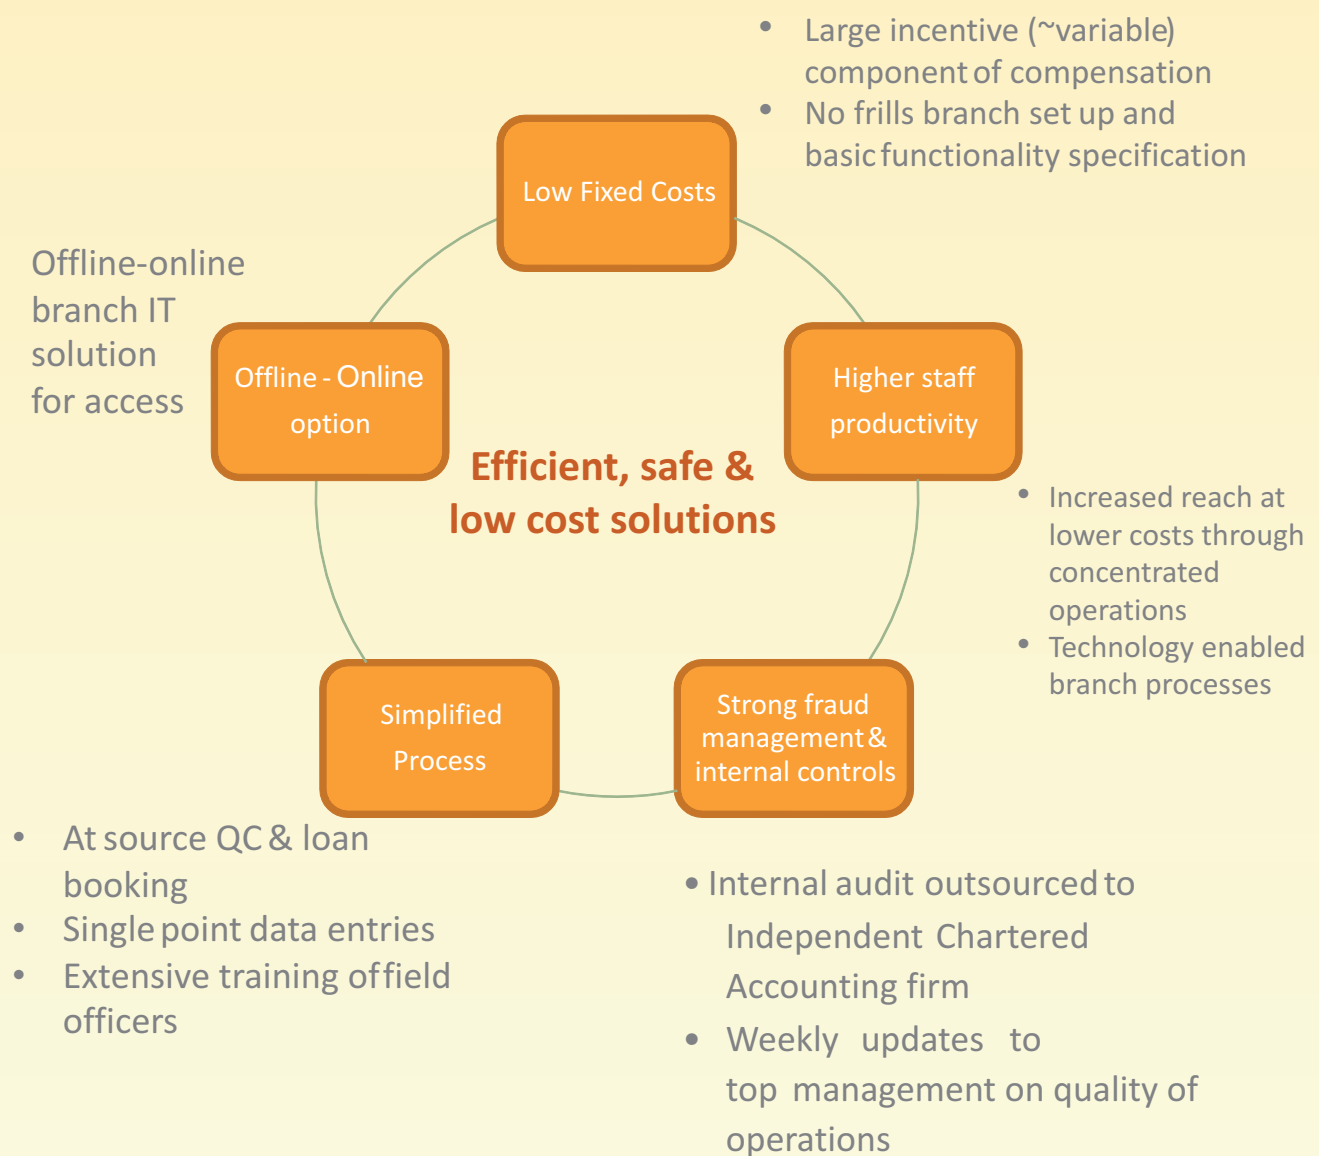 • Large incentive (~variable)
component of compensation
• No frills branch set up and
basic functionality specification
Low Fixed Costs
Offline-online
branch IT
solution
for access
Offline - Online
option
Higher staff
productivity
Efficient, safe &
low cost solutions
• Increased reach at
lower costs through
concentrated
operations
• Technology enabled
branch processes
Simplified
Process
Strong fraud
management &
internal controls
• At source QC & loan
booking
• Single point data entries
• Extensive training of field
officers
• Internal audit outsourced to
Independent Chartered
Accounting firm
• Weekly updates to
top management on quality of
operations